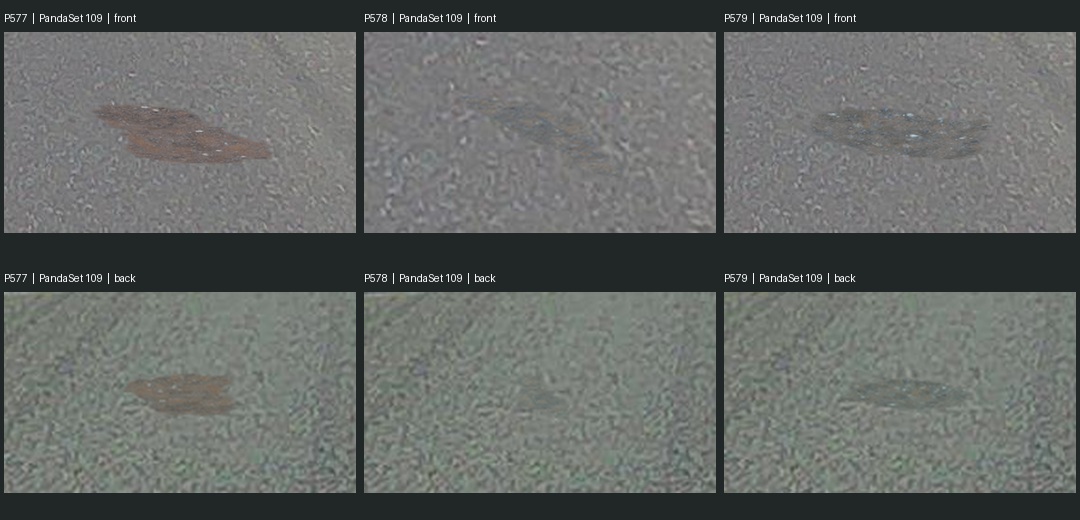 P577 | PandaSet 109 | front
P578 | PandaSet 109 | front
P579 | PandaSet 109 | front
P577 | PandaSet 109 | back
P578 | PandaSet 109 | back
P579 | PandaSet 109 | back